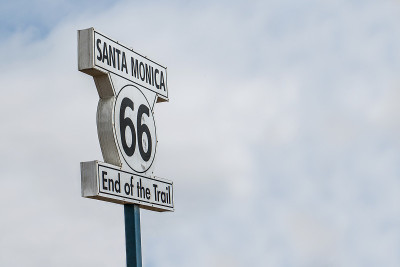 SANTA MONICA
66
End of the Trail